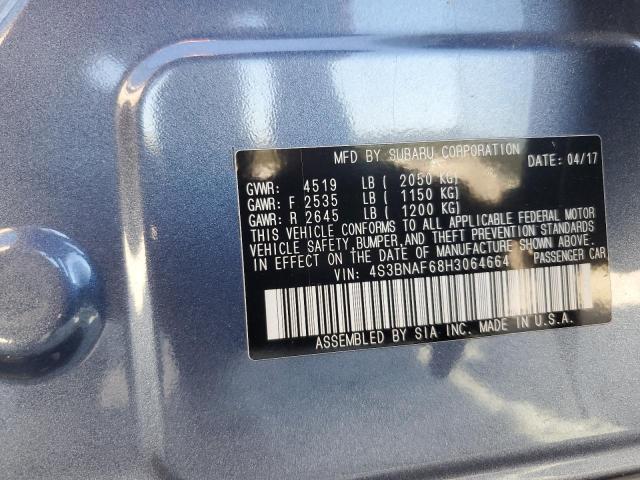 MFD BY SUBARU CORPORATION DATE: 04/17
GVWR: 4519 LB ( 2050 KG)
GAWR: F 2535 LB ( 1150 KG)
GAWR: R 2645 LB ( 1200 KG)
THIS VEHICLE CONFORMS TO ALL APPLICABLE FEDERAL MOTOR
VEHICLE SAFETY, BUMPER, AND THEFT PREVENTION STANDARDS
IN EFFECT ON THE DATE OF MANUFACTURE SHOWN ABOVE.
VIN: 4S3BNAF68H3064664 PASSENGER CAR
ASSEMBLED BY SIA INC. MADE IN U.S.A.